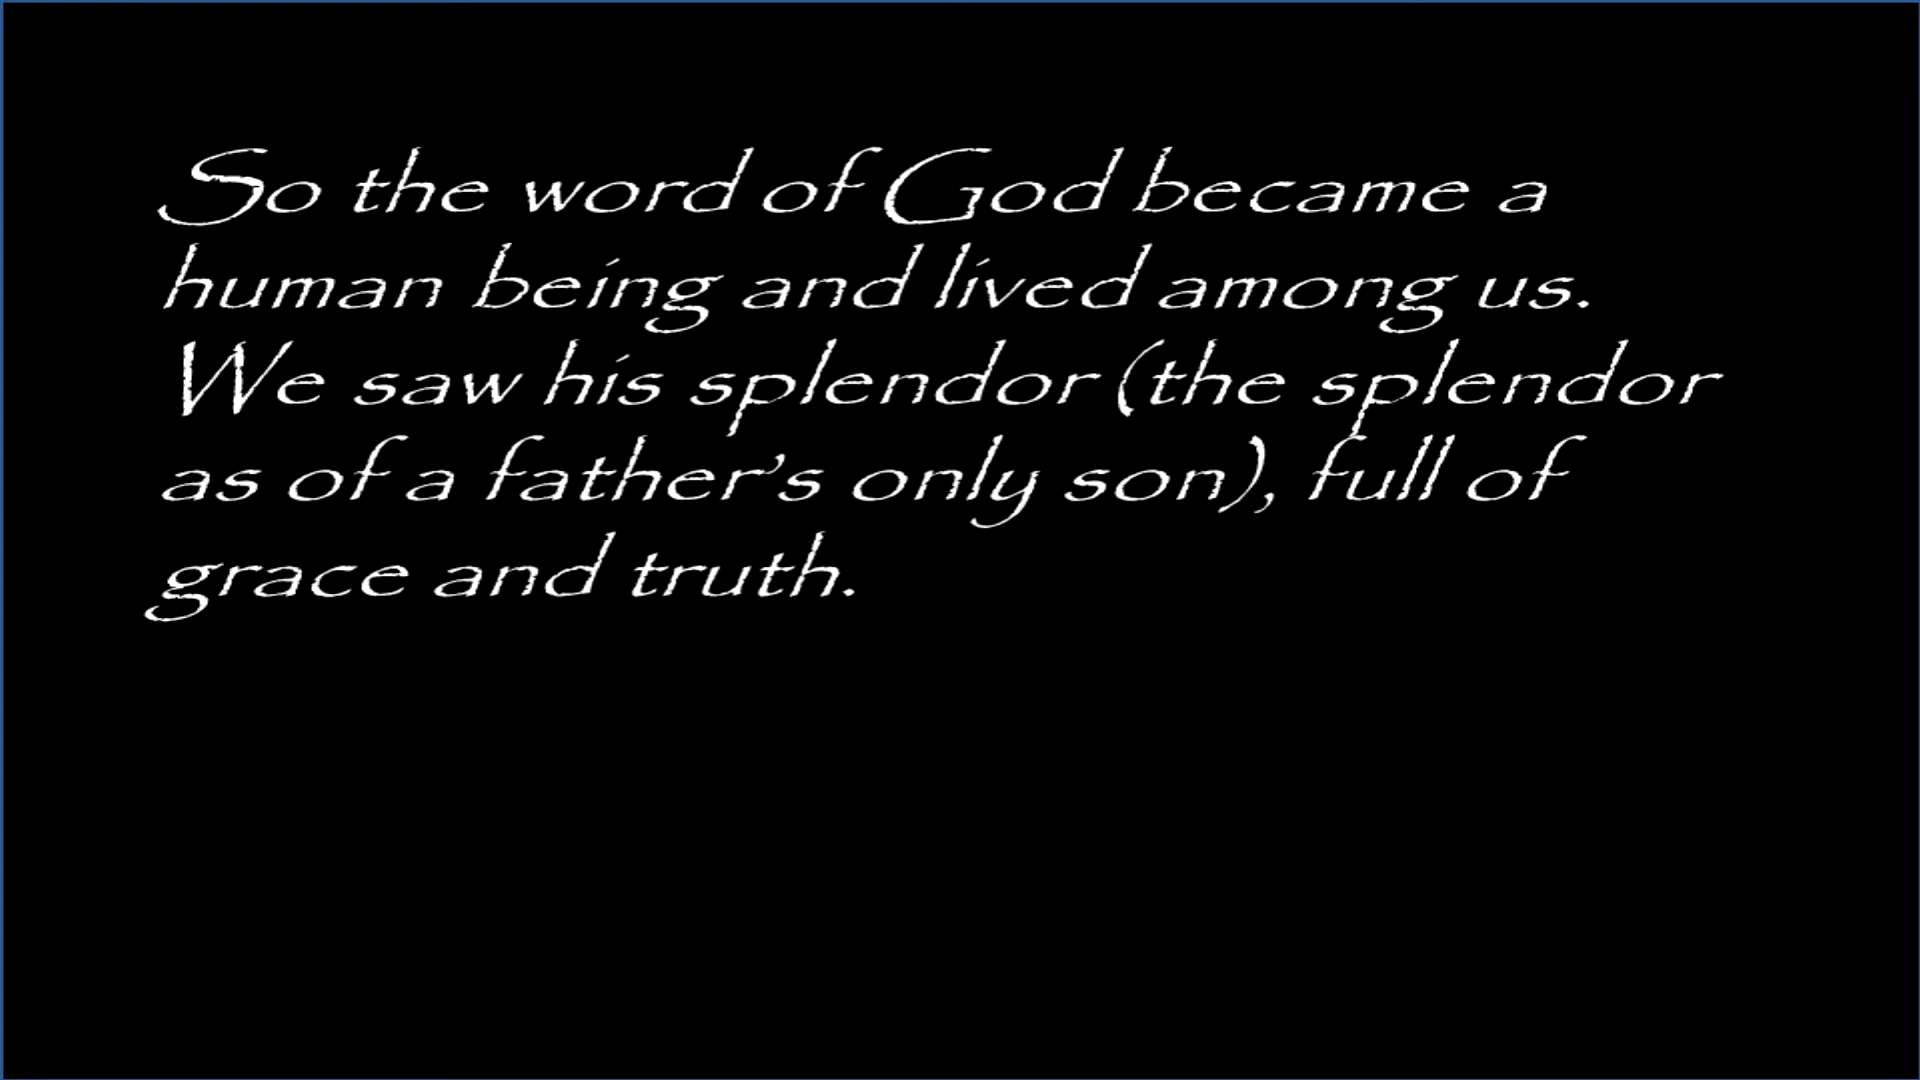 So the word of God became a
human being and lived among us.
We saw his splendor (the splendor
as of a father’s only son), full of
grace and truth.